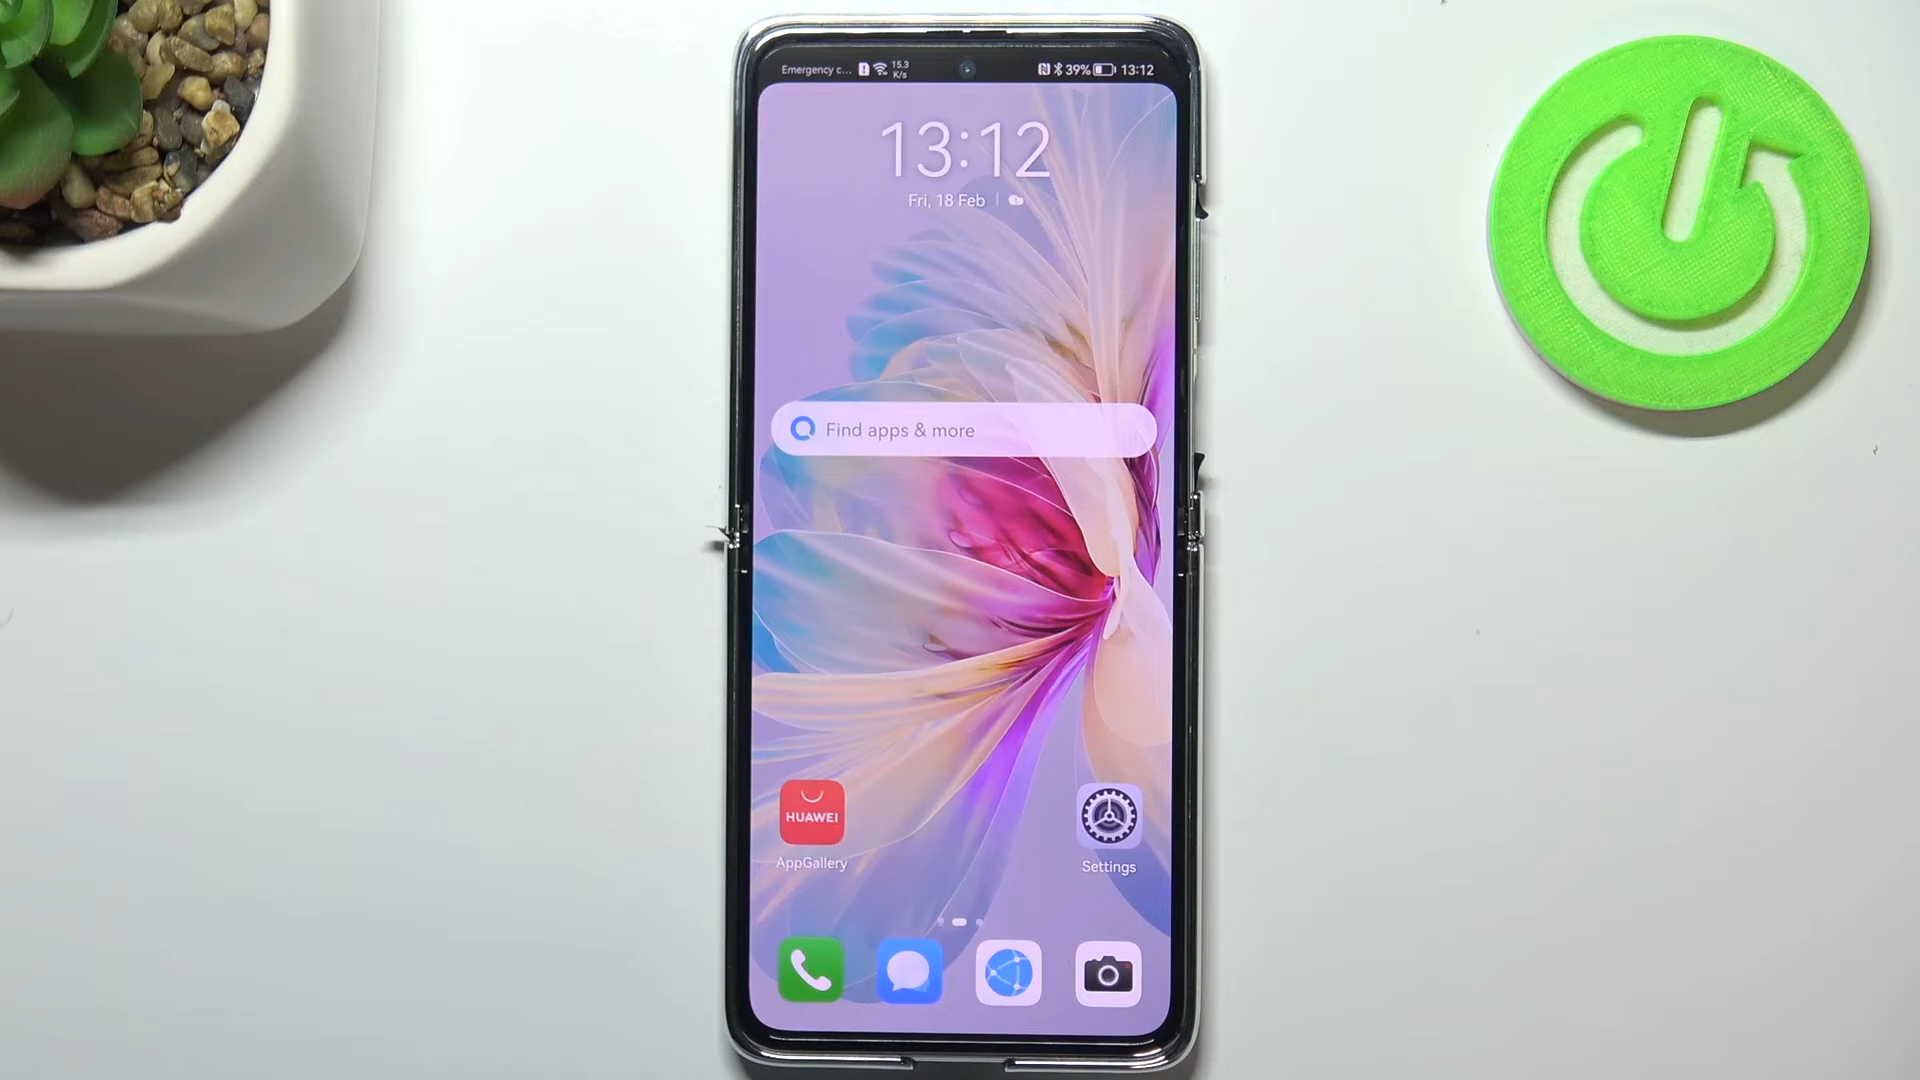 Emergency c... 15.3 K/s 39% 13:12
13:12
Fri, 18 Feb
Find apps & more
HUAWEI
AppGallery
Settings